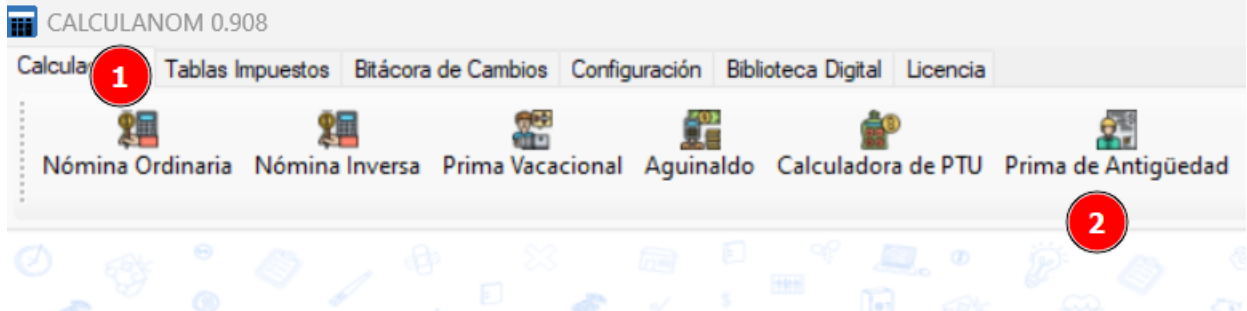 CALCULANOM 0.908
Calcula 1 Tablas Impuestos Bitácora de Cambios Configuración Biblioteca Digital Licencia
Nómina Ordinaria Nómina Inversa Prima Vacacional Aguinaldo Calculadora de PTU Prima de Antigüedad
2